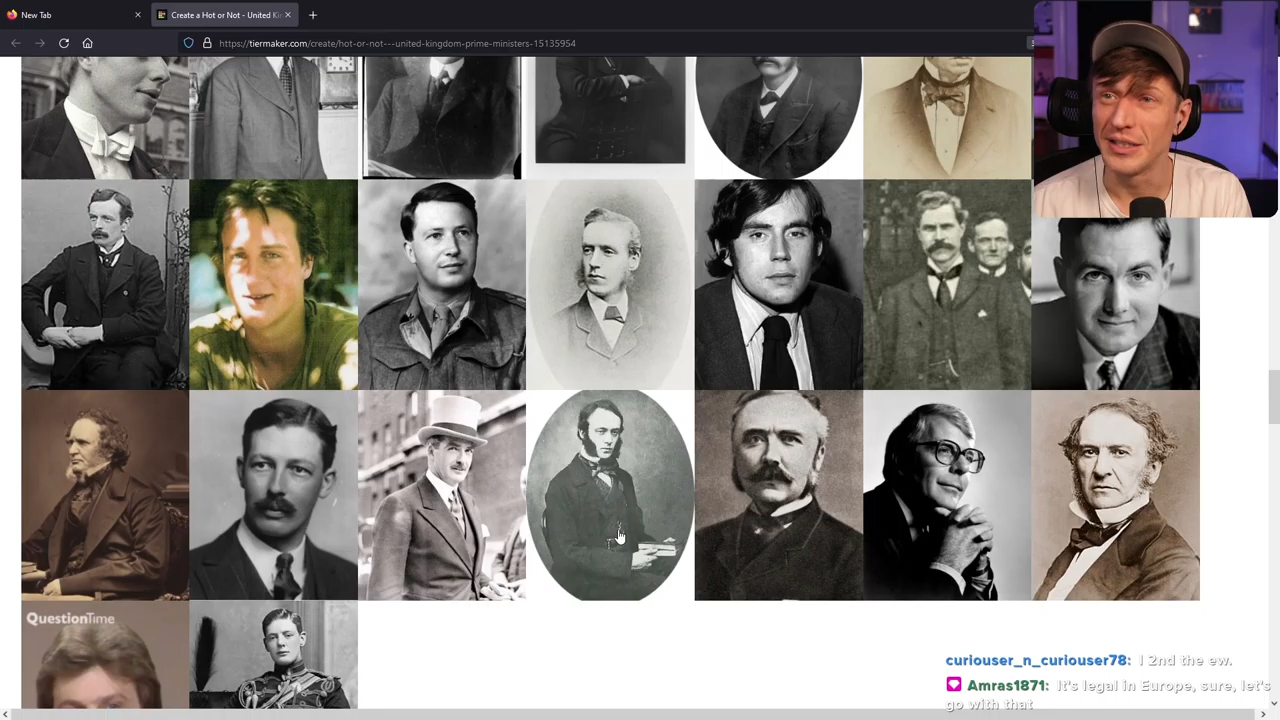 New Tab
Create a Hot or Not - United Ki
https://tiermaker.com/create/hot-or-not---united-kingdom-prime-ministers-15135954
QuestionTime
curiouser_n_curiouser78: I 2nd the ew.
Amras1871: It's legal in Europe, sure, let's
go with that